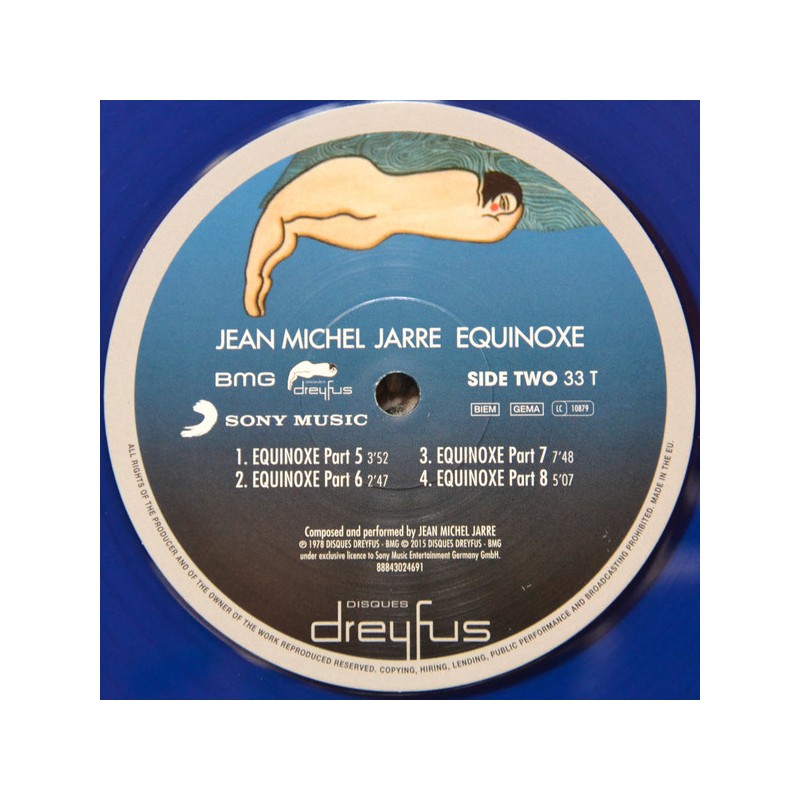 JEAN MICHEL JARRE EQUINOXE
BMG dreyfus SIDE TWO 33 T
SONY MUSIC BIEM GEMA LC 10879
1. EQUINOXE Part 5 3'52
2. EQUINOXE Part 6 2'47
3. EQUINOXE Part 7 7'48
4. EQUINOXE Part 8 5'07
Composed and performed by JEAN MICHEL JARRE
℗ 1978 DISQUES DREYFUS - BMG © 2015 DISQUES DREYFUS - BMG
under exclusive licence to Sony Music Entertainment Germany GmbH.
88843024691
DISQUES
dreyfus
ALL RIGHTS OF THE PRODUCER AND OF THE OWNER OF THE WORK REPRODUCED RESERVED. COPYING, HIRING, LENDING, PUBLIC PERFORMANCE AND BROADCASTING PROHIBITED. MADE IN THE EU.